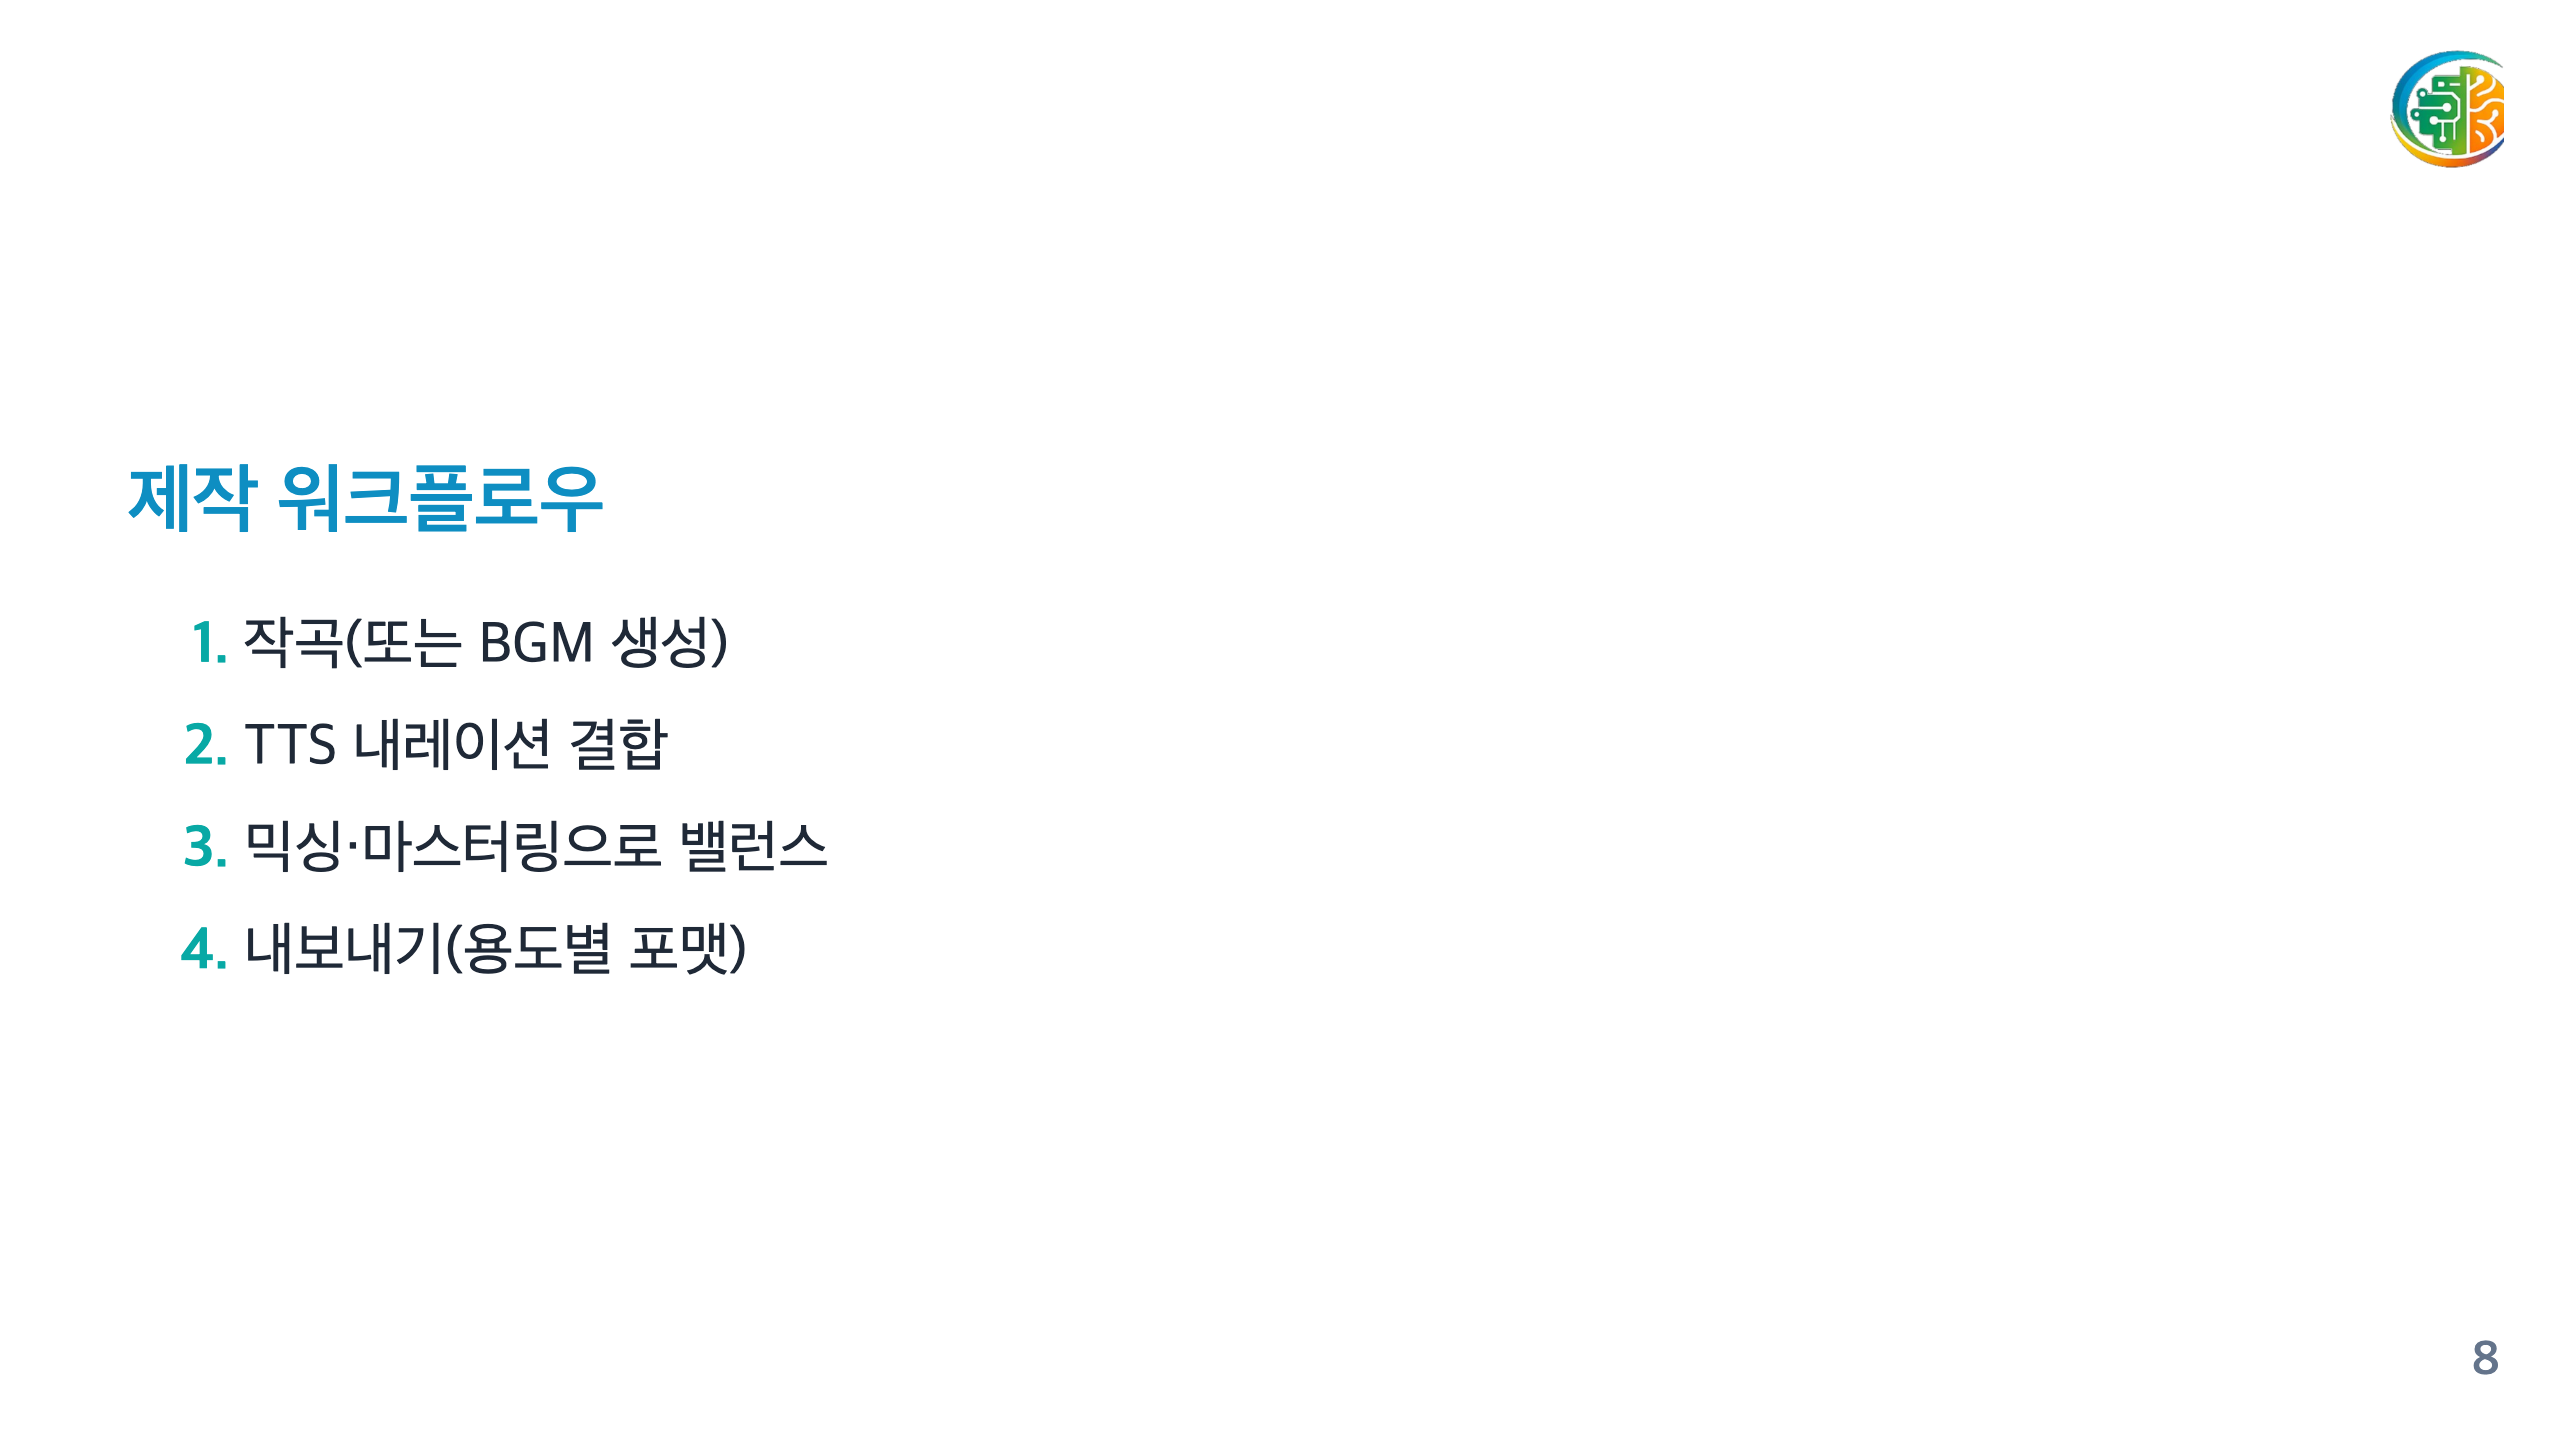 제작 워크플로우
1. 작곡(또는 BGM 생성)
2. TTS 내레이션 결합
3. 믹싱·마스터링으로 밸런스
4. 내보내기(용도별 포맷)
8